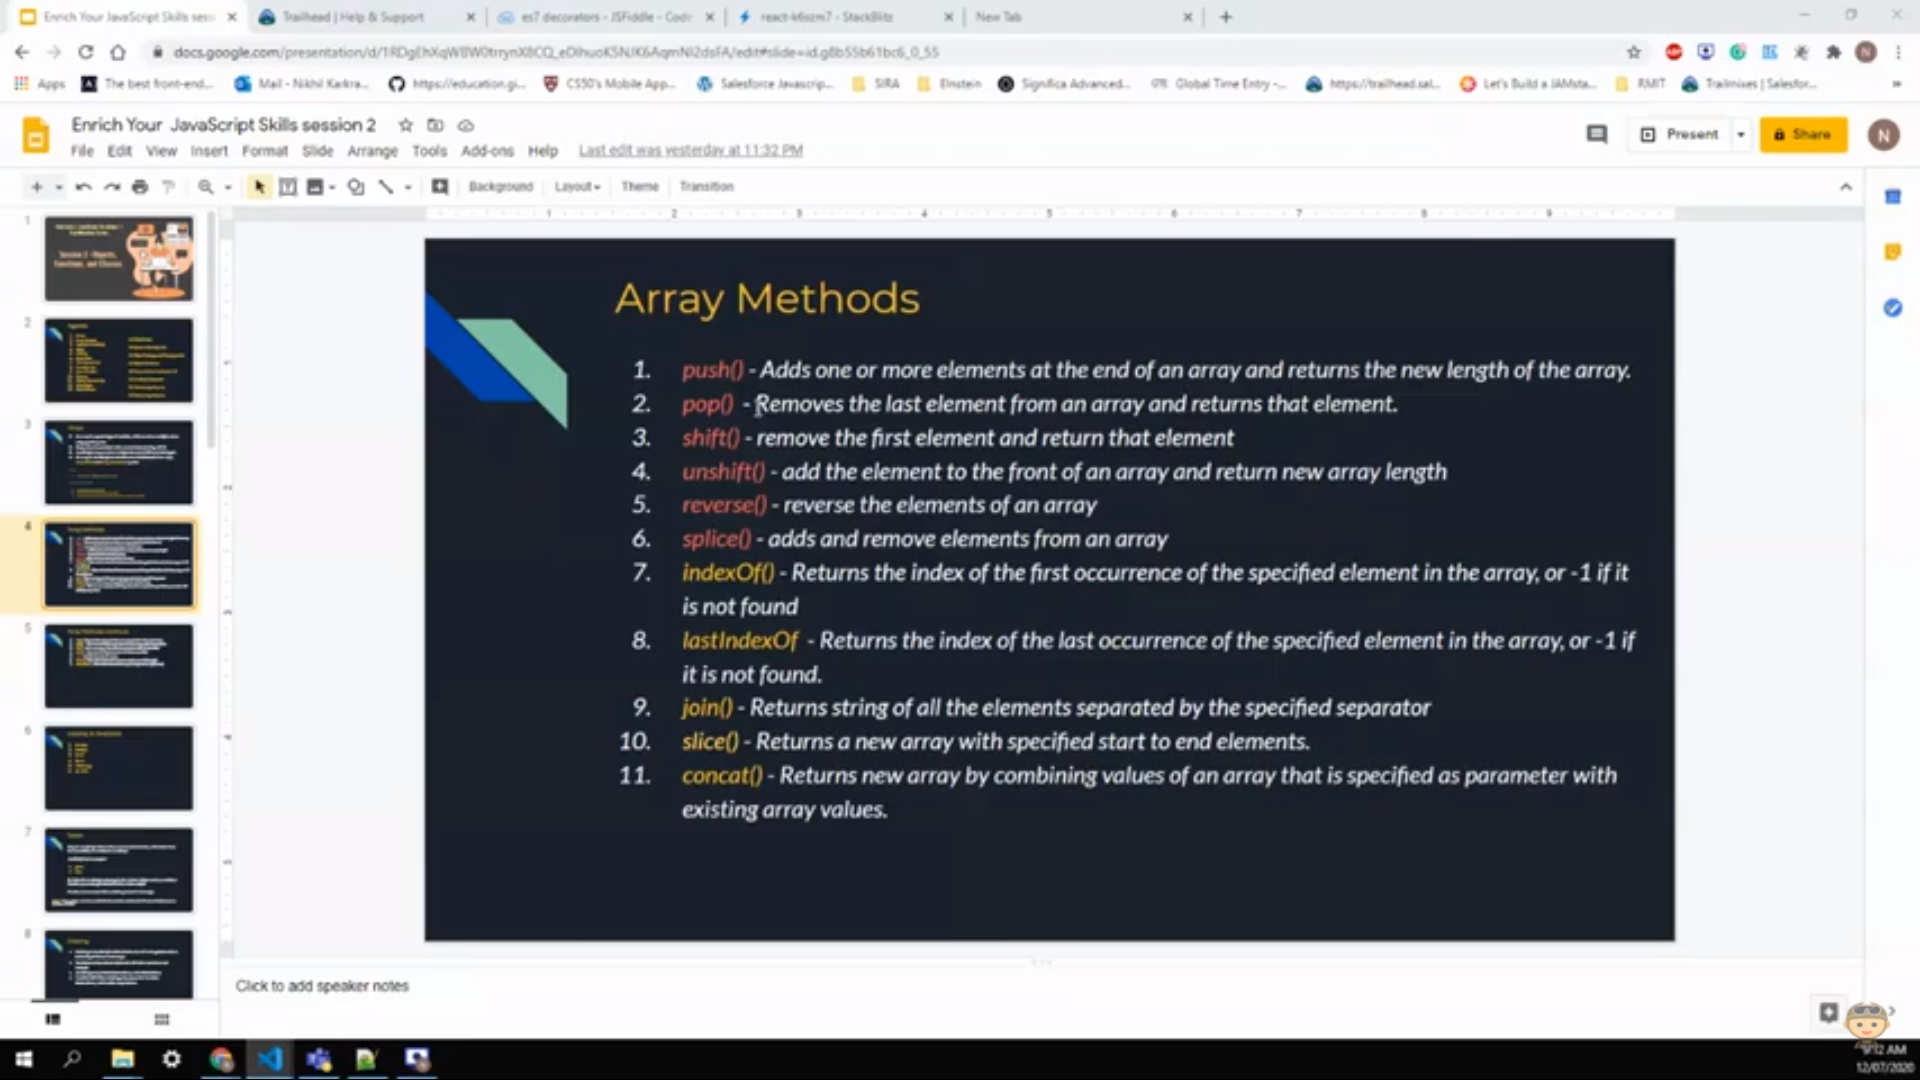 Enrich Your JavaScript Skills sess
Trailhead | Help & Support
es7 decorators - JSFiddle - Code
react-k6szm7 - StackBlitz
New Tab
Apps
The best front-end...
Mail - Nikhil Karkra...
https://education.gi...
CS50's Mobile App...
Salesforce Javascrip...
SIRA
Einstein
Significa Advanced...
Global Time Entry -...
https://trailhead.sal...
Let's Build a JAMsta...
RMIT
Trailmixes | Salesfor...
Enrich Your JavaScript Skills session 2
File Edit View Insert Format Slide Arrange Tools Add-ons Help Last edit was yesterday at 11:32 PM
Present
Share
N
Background Layout Theme Transition
Array Methods
1. push() - Adds one or more elements at the end of an array and returns the new length of the array.
2. pop() - Removes the last element from an array and returns that element.
3. shift() - remove the first element and return that element
4. unshift() - add the element to the front of an array and return new array length
5. reverse() - reverse the elements of an array
6. splice() - adds and remove elements from an array
7. indexOf() - Returns the index of the first occurrence of the specified element in the array, or -1 if it
is not found
8. lastIndexOf - Returns the index of the last occurrence of the specified element in the array, or -1 if
it is not found.
9. join() - Returns string of all the elements separated by the specified separator
10. slice() - Returns a new array with specified start to end elements.
11. concat() - Returns new array by combining values of an array that is specified as parameter with
existing array values.
Click to add speaker notes
9:12 AM
12/07/2020